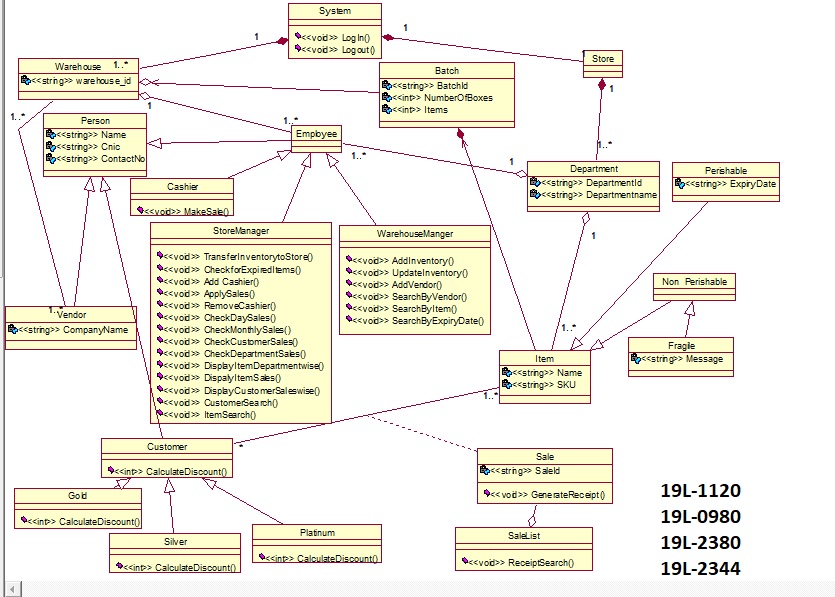 System
<<void>> LogIn()
<<void>> Logout()
1
1
1
Store
1
Warehouse
1..*
<<string>> warehouse_id
1
1..*
Batch
<<string>> BatchId
<<int>> NumberOfBoxes
<<int>> Items
Person
<<string>> Name
<<string>> Cnic
<<string>> ContactNo
1..*
Employee
1..*
1..*
1
Department
<<string>> DepartmentId
<<string>> Departmentname
1
Perishable
<<string>> ExpiryDate
Cashier
<<void>> MakeSale()
StoreManager
<<void>> TransferInventorytoStore()
<<void>> CheckforExpiredItems()
<<void>> Add Cashier()
<<void>> ApplySales()
<<void>> RemoveCashier()
<<void>> CheckDaySales()
<<void>> CheckMonthlySales()
<<void>> CheckCustomerSales()
<<void>> CheckDepartmentSales()
<<void>> DisplayItemDepartmentwise()
<<void>> DispalyItemSales()
<<void>> DisplayCustomerSaleswise()
<<void>> CustomerSearch()
<<void>> ItemSearch()
WarehouseManger
<<void>> AddInventory()
<<void>> UpdateInventory()
<<void>> AddVendor()
<<void>> SearchByVendor()
<<void>> SearchByItem()
<<void>> SearchByExpiryDate()
Non Perishable
1..*
Vendor
<<string>> CompanyName
1..*
Fragile
<<string>> Message
Item
<<string>> Name
<<string>> SKU
1..*
*
Customer
<<int>> CalculateDiscount()
Sale
<<string>> SaleId
<< void>> GenerateReceipt()
Gold
<<int>> CalculateDiscount()
Silver
<<int>> CalculateDiscount()
Platinum
<<int>> CalculateDiscount()
SaleList
<<void>> ReceiptSearch()
19L-1120
19L-0980
19L-2380
19L-2344